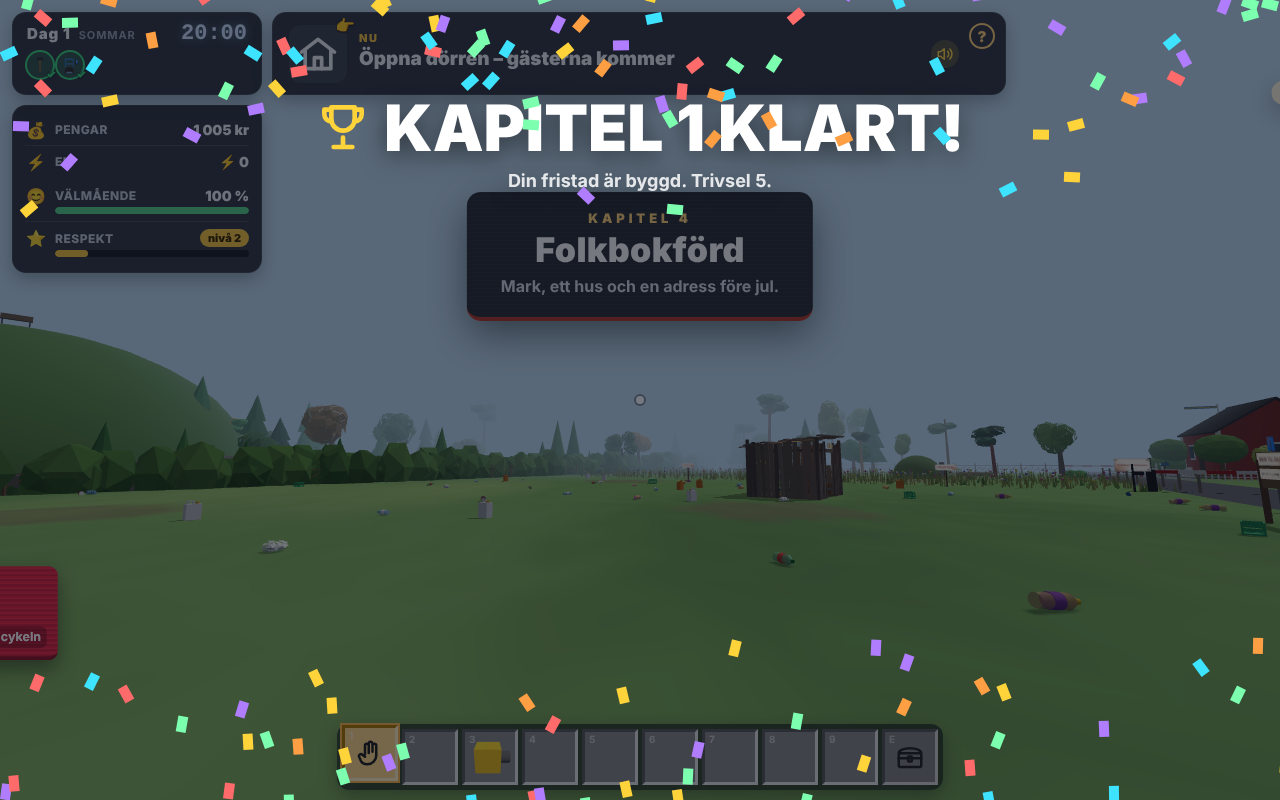 Dag 1 SOMMAR 20:00
NU
Öppna dörren – gästerna kommer
?
PENGAR 1 005 kr
0
VÄLMÅENDE 100 %
RESPEKT nivå 2
KAPITEL 1 KLART!
Din fristad är byggd. Trivsel 5.
KAPITEL 4
Folkbokförd
Mark, ett hus och en adress före jul.
cykeln
2 3 4 5 6 7 8 9 E